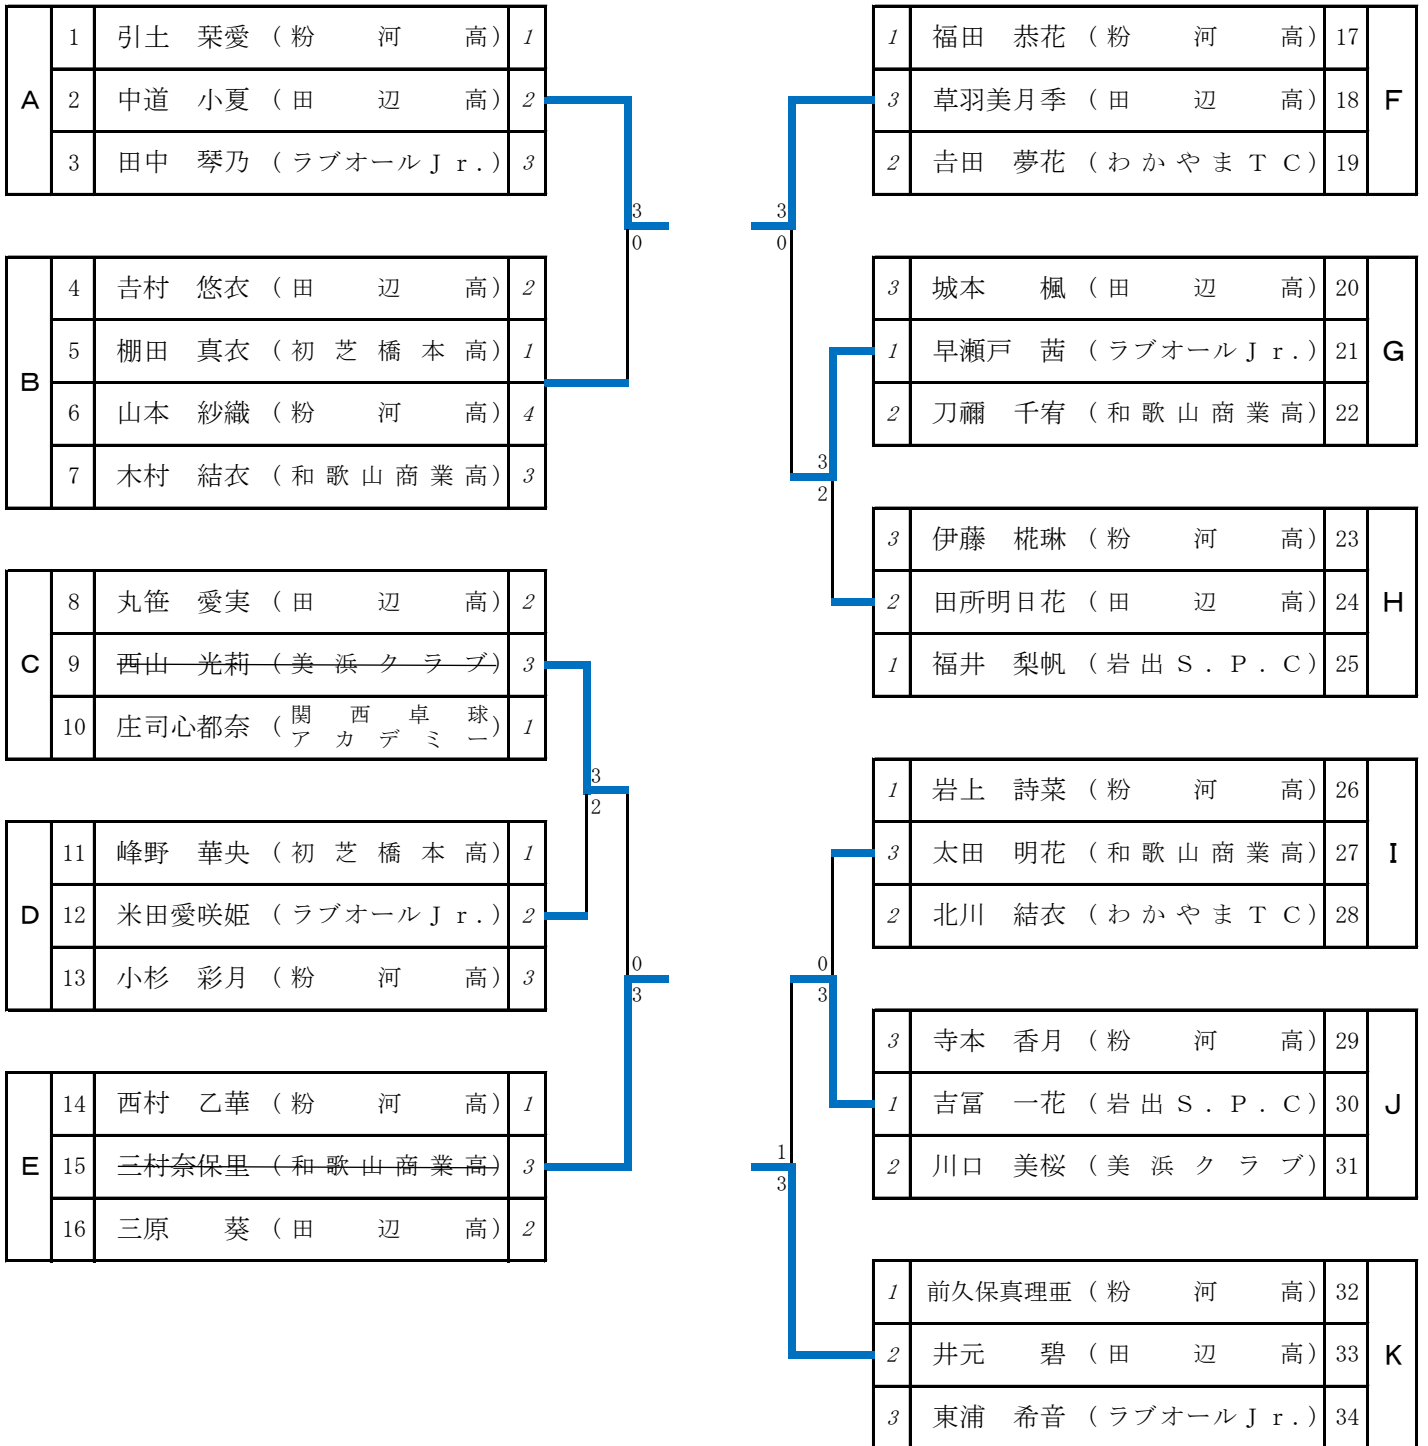 A
1 引土 栞愛 （粉河高） 1
2 中道 小夏 （田辺高） 2
3 田中 琴乃 （ラブオールＪｒ.） 3
3
0
B
4 吉村 悠衣 （田辺高） 2
5 棚田 真衣 （初芝橋本高） 1
6 山本 紗織 （粉河高） 4
7 木村 結衣 （和歌山商業高） 3
C
8 丸笹 愛実 （田辺高） 2
9 西山 光莉 （美浜クラブ） 3
10 庄司心都奈 （関西卓球アカデミー） 1
3
2
D
11 峰野 華央 （初芝橋本高） 1
12 米田愛咲姫 （ラブオールＪｒ.） 2
13 小杉 彩月 （粉河高） 3
0
3
E
14 西村 乙華 （粉河高） 1
15 三村奈保里 （和歌山商業高） 3
16 三原 葵 （田辺高） 2
F
1 福田 恭花 （粉河高） 17
3 草羽美月季 （田辺高） 18
2 吉田 夢花 （わかやまＴＣ） 19
3
0
G
3 城本 楓 （田辺高） 20
1 早瀬戸 茜 （ラブオールＪｒ.） 21
2 刀禰 千宥 （和歌山商業高） 22
3
2
H
3 伊藤 椛琳 （粉河高） 23
2 田所明日花 （田辺高） 24
1 福井 梨帆 （岩出Ｓ．Ｐ．Ｃ） 25
I
1 岩上 詩菜 （粉河高） 26
3 太田 明花 （和歌山商業高） 27
2 北川 結衣 （わかやまＴＣ） 28
0
3
J
3 寺本 香月 （粉河高） 29
1 吉冨 一花 （岩出Ｓ．Ｐ．Ｃ） 30
2 川口 美桜 （美浜クラブ） 31
1
3
K
1 前久保真理亜 （粉河高） 32
2 井元 碧 （田辺高） 33
3 東浦 希音 （ラブオールＪｒ.） 34